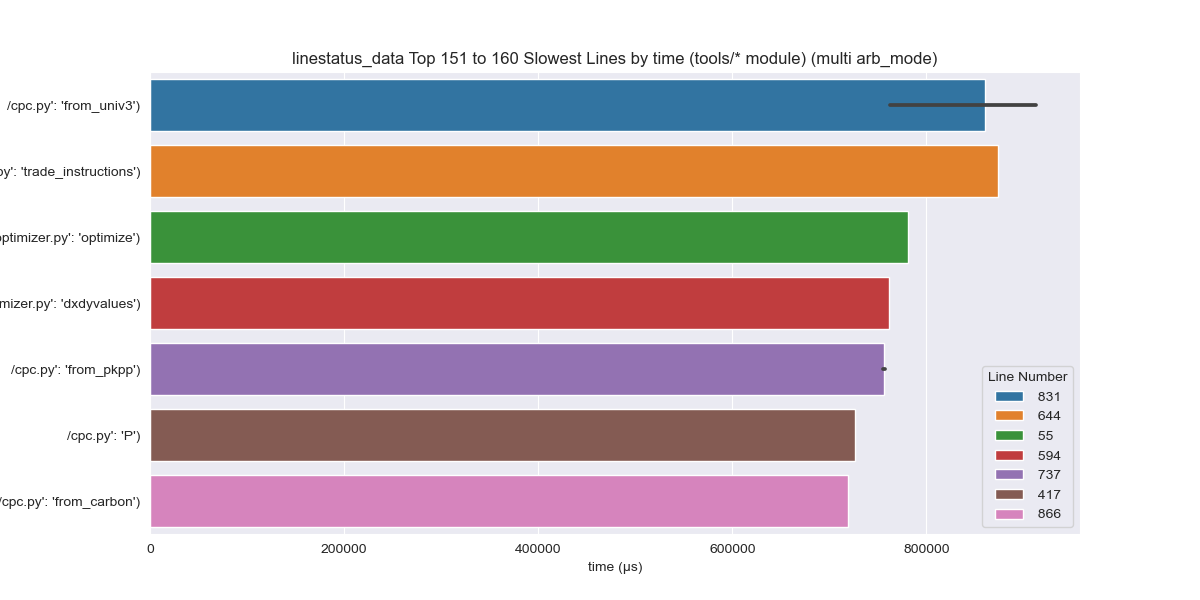 linestatus_data Top 151 to 160 Slowest Lines by time (tools/* module) (multi arb_mode)
/cpc.py': 'from_univ3')
py': 'trade_instructions')
optimizer.py': 'optimize')
mizer.py': 'dxdyvalues')
/cpc.py': 'from_pkpp')
/cpc.py': 'P')
/cpc.py': 'from_carbon')
Line Number
831
644
55
594
737
417
866
0 200000 400000 600000 800000
time (µs)